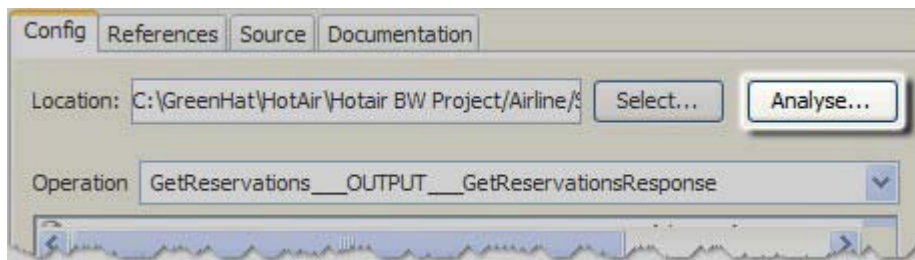 Config References Source Documentation
Location: C:\GreenHat\HotAir\Hotair BW Project/Airline/ Select... Analyse...
Operation GetReservations___OUTPUT___GetReservationsResponse